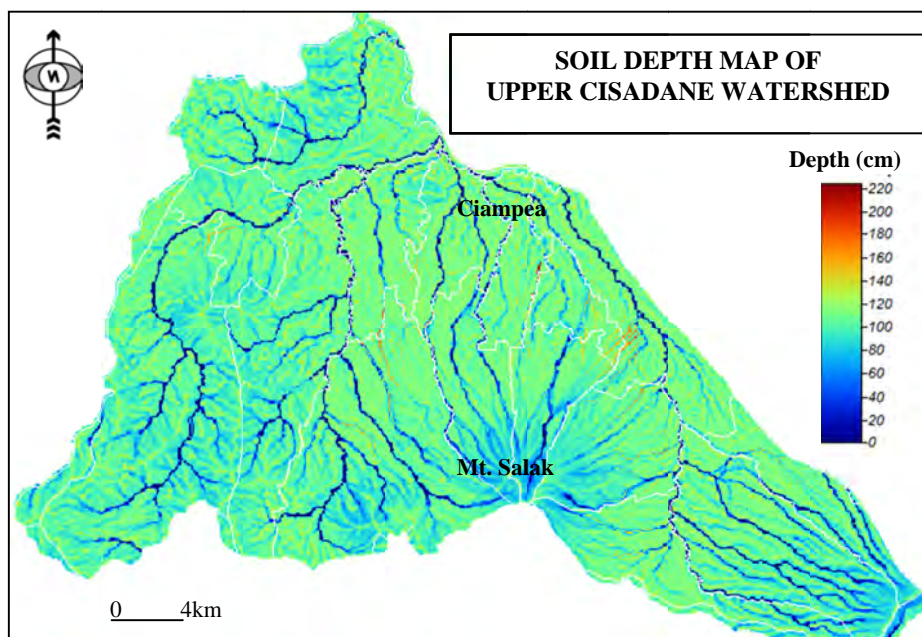 SOIL DEPTH MAP OF
UPPER CISADANE WATERSHED
N
Depth (cm)
220
200
180
160
140
120
100
80
60
40
20
0
Ciampea
Mt. Salak
0 4km